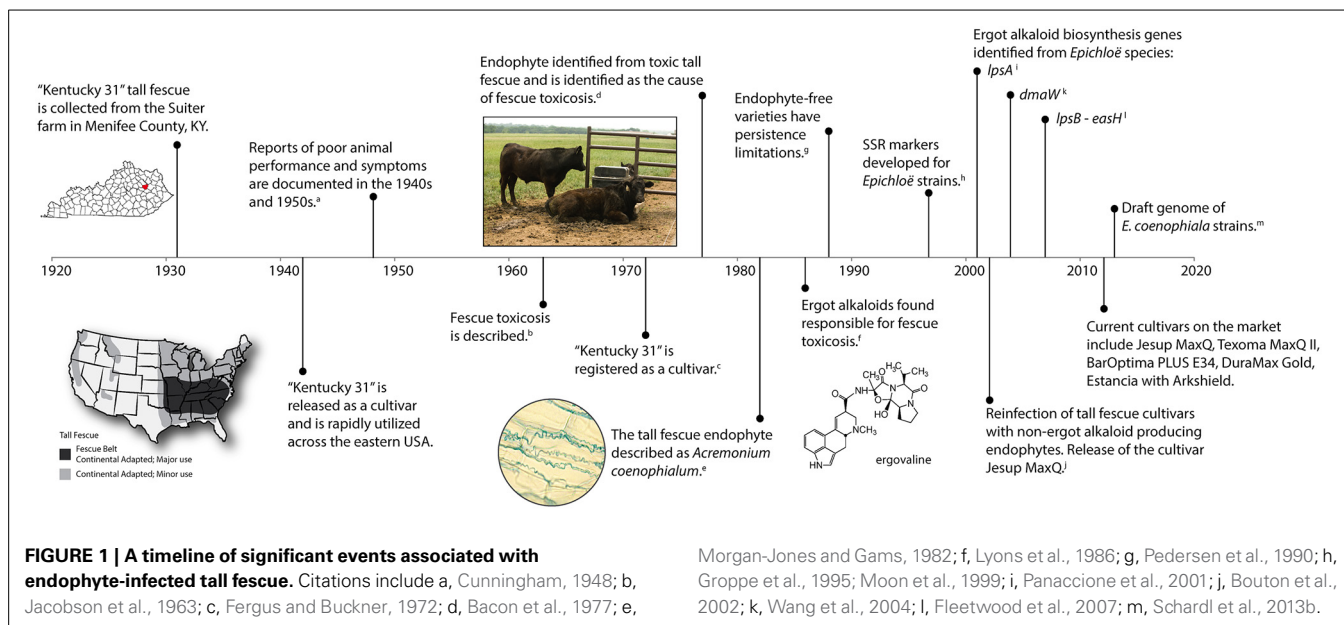 "Kentucky 31" tall fescue
is collected from the Suiter
farm in Menifee County, KY.
Reports of poor animal
performance and symptoms
are documented in the 1940s
and 1950s.a
Endophyte identified from toxic tall
fescue and is identified as the cause
of fescue toxicosis.d
Endophyte-free
varieties have
persistence
limitations.g
SSR markers
developed for
Epichloë strains.h
Ergot alkaloid biosynthesis genes
identified from Epichloë species:
lpsA i
dmaW k
lpsB - easH l
Draft genome of
E. coenophiala strains.m
1920 1930 1940 1950 1960 1970 1980 1990 2000 2010 2020
"Kentucky 31" is
released as a cultivar
and is rapidly utilized
across the eastern USA.
Fescue toxicosis
is described.b
"Kentucky 31" is
registered as a cultivar.c
The tall fescue endophyte
described as Acremonium
coenophialum.e
Ergot alkaloids found
responsible for fescue
toxicosis.f
O
NH
CH3
O
O
H3C
CH3
N
O
N
HO
NCH3
HN
ergovaline
Reinfection of tall fescue cultivars
with non-ergot alkaloid producing
endophytes. Release of the cultivar
Jesup MaxQ.j
Current cultivars on the market
include Jesup MaxQ, Texoma MaxQ II,
BarOptima PLUS E34, DuraMax Gold,
Estancia with Arkshield.
Tall Fescue
Fescue Belt
Continental Adapted; Major use
Continental Adapted; Minor use
FIGURE 1 | A timeline of significant events associated with
endophyte-infected tall fescue. Citations include a, Cunningham, 1948; b,
Jacobson et al., 1963; c, Fergus and Buckner, 1972; d, Bacon et al., 1977; e,
Morgan-Jones and Gams, 1982; f, Lyons et al., 1986; g, Pedersen et al., 1990; h,
Groppe et al., 1995; Moon et al., 1999; i, Panaccione et al., 2001; j, Bouton et al.,
2002; k, Wang et al., 2004; l, Fleetwood et al., 2007; m, Schardl et al., 2013b.